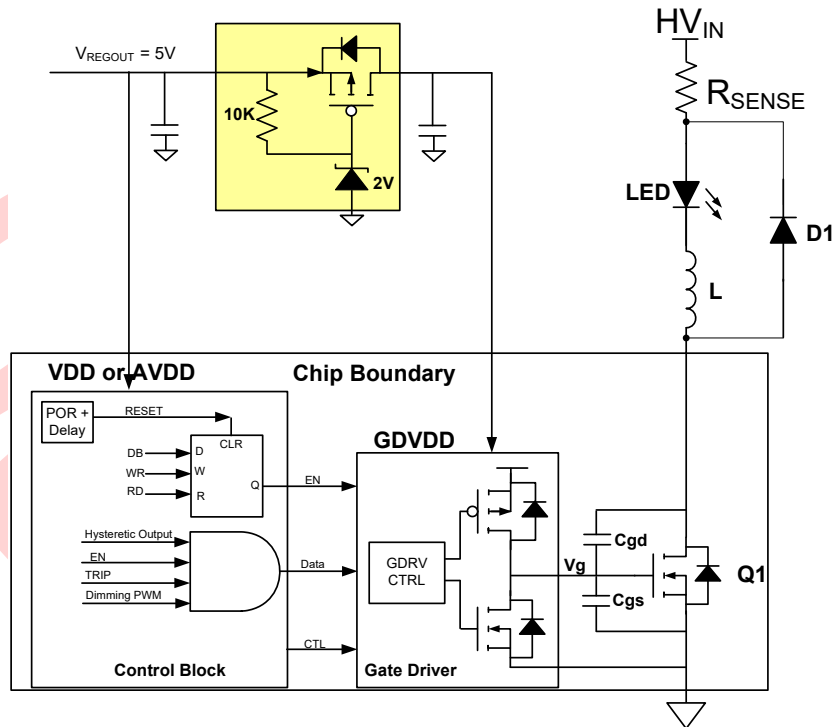 V_REGOUT = 5V
10K
2V
HV_IN
R_SENSE
LED
D1
L
VDD or AVDD
Chip Boundary
POR +
Delay
RESET
CLR
DB
D
WR
W
RD
R
Q
EN
GDVDD
Hysteretic Output
EN
TRIP
Dimming PWM
Data
GDRV
CTRL
Vg
Cgd
Cgs
Q1
CTL
Control Block
Gate Driver